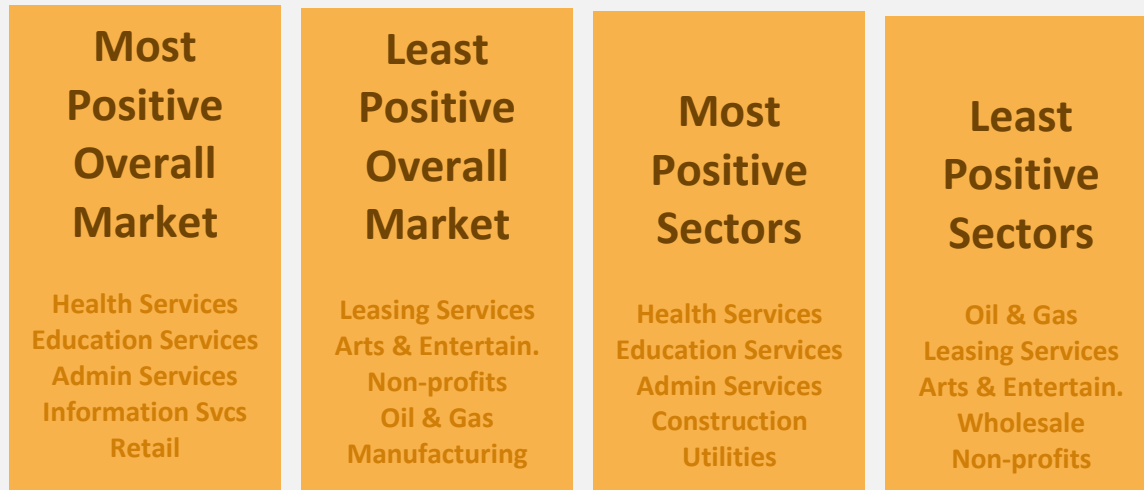 Most
Positive
Overall
Market
Health Services
Education Services
Admin Services
Information Svcs
Retail
Least
Positive
Overall
Market
Leasing Services
Arts & Entertain.
Non-profits
Oil & Gas
Manufacturing
Most
Positive
Sectors
Health Services
Education Services
Admin Services
Construction
Utilities
Least
Positive
Sectors
Oil & Gas
Leasing Services
Arts & Entertain.
Wholesale
Non-profits